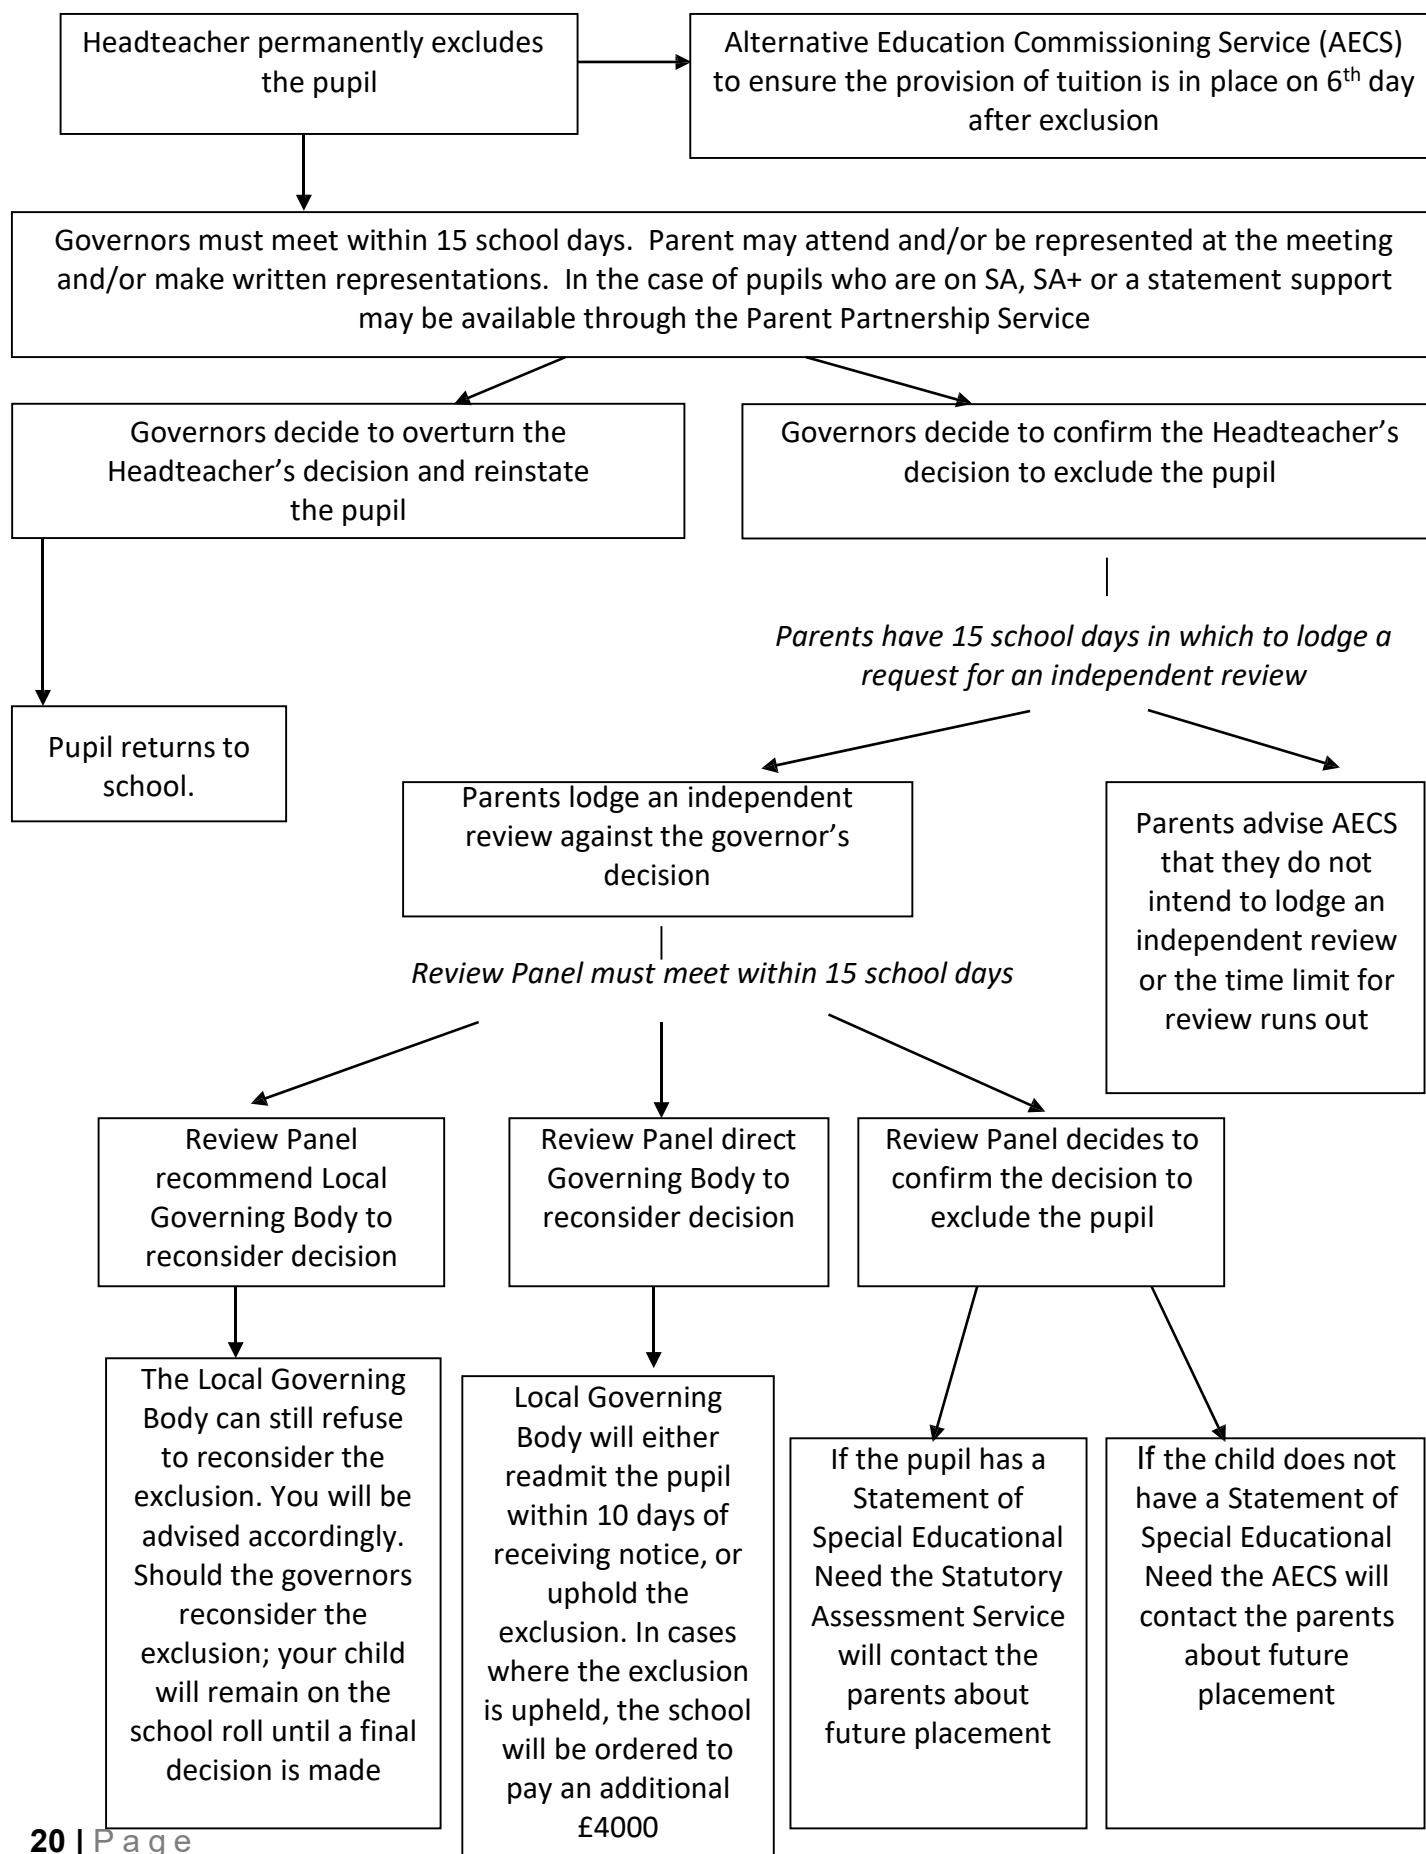 Headteacher permanently excludes
the pupil
Alternative Education Commissioning Service (AECS)
to ensure the provision of tuition is in place on 6th day
after exclusion
Governors must meet within 15 school days.  Parent may attend and/or be represented at the meeting
and/or make written representations.  In the case of pupils who are on SA, SA+ or a statement support
may be available through the Parent Partnership Service
Governors decide to overturn the
Headteacher’s decision and reinstate
the pupil
Governors decide to confirm the Headteacher’s
decision to exclude the pupil
Parents have 15 school days in which to lodge a
request for an independent review
Pupil returns to
school.
Parents lodge an independent
review against the governor’s
decision
Parents advise AECS
that they do not
intend to lodge an
independent review
or the time limit for
review runs out
Review Panel must meet within 15 school days
Review Panel
recommend Local
Governing Body to
reconsider decision
Review Panel direct
Governing Body to
reconsider decision
Review Panel decides to
confirm the decision to
exclude the pupil
The Local Governing
Body can still refuse
to reconsider the
exclusion. You will be
advised accordingly.
Should the governors
reconsider the
exclusion; your child
will remain on the
school roll until a final
decision is made
Local Governing
Body will either
readmit the pupil
within 10 days of
receiving notice, or
uphold the
exclusion. In cases
where the exclusion
is upheld, the school
will be ordered to
pay an additional
£4000
If the pupil has a
Statement of
Special Educational
Need the Statutory
Assessment Service
will contact the
parents about
future placement
If the child does not
have a Statement of
Special Educational
Need the AECS will
contact the parents
about future
placement
20 | Page